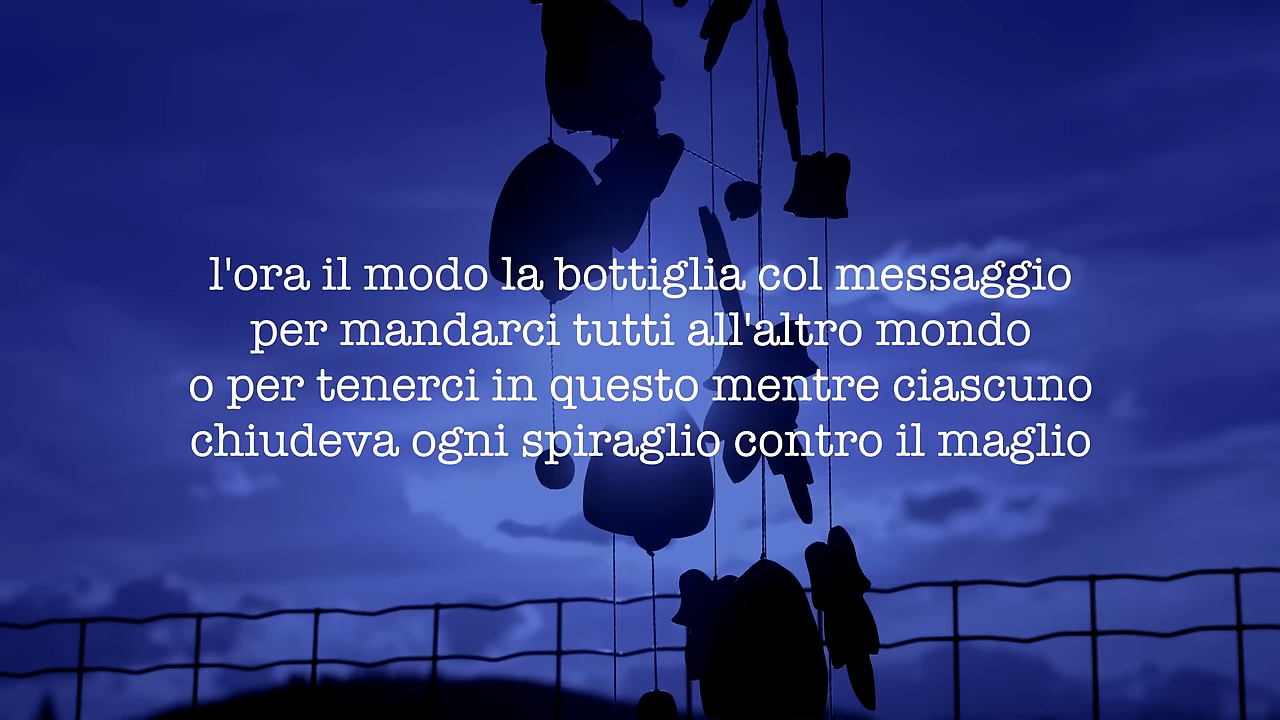 l'ora il modo la bottiglia col messaggio
per mandarci tutti all'altro mondo
o per tenerci in questo mentre ciascuno
chiudeva ogni spiraglio contro il maglio